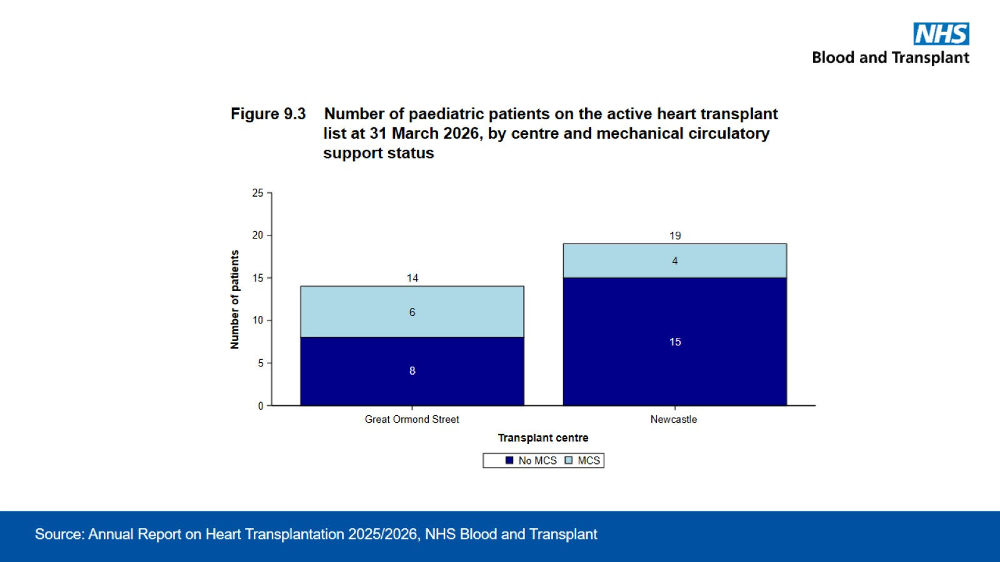 NHS
Blood and Transplant
Figure 9.3 Number of paediatric patients on the active heart transplant
list at 31 March 2026, by centre and mechanical circulatory
support status
25
20
15
10
5
0
Number of patients
14
6
8
19
4
15
Great Ormond Street
Newcastle
Transplant centre
No MCS MCS
Source: Annual Report on Heart Transplantation 2025/2026, NHS Blood and Transplant